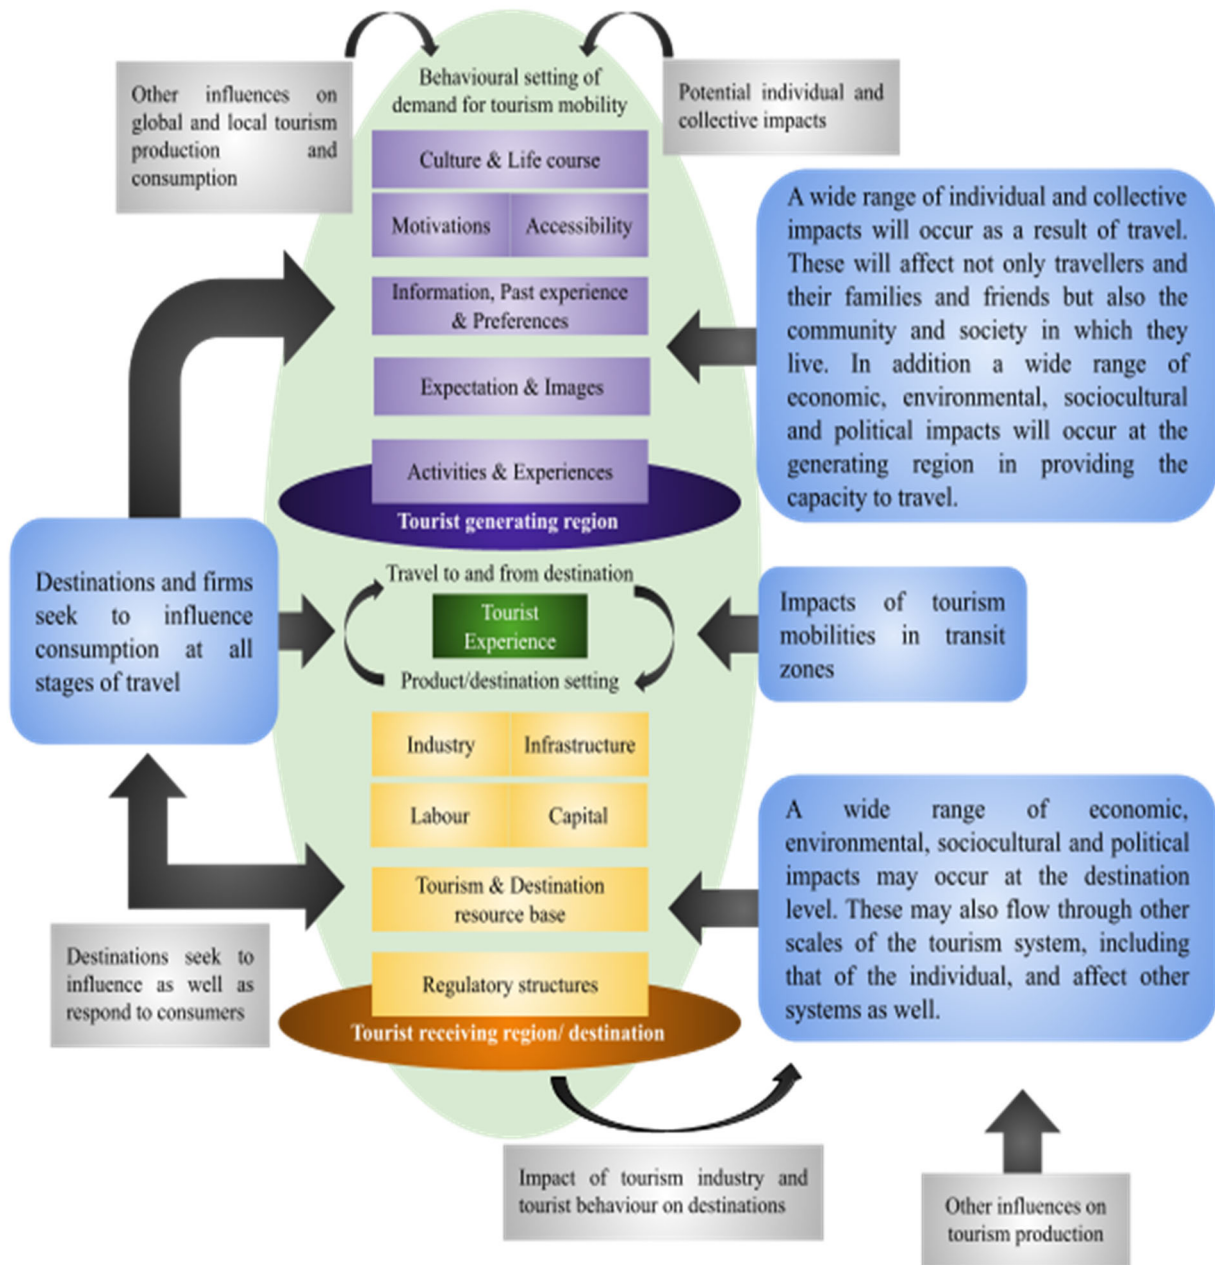 Other influences on
global and local tourism
production and
consumption
Behavioural setting of
demand for tourism mobility
Potential individual and
collective impacts
Culture & Life course
Motivations
Accessibility
Information, Past experience
& Preferences
Expectation & Images
Activities & Experiences
Tourist generating region
A wide range of individual and collective
impacts will occur as a result of travel.
These will affect not only travellers and
their families and friends but also the
community and society in which they
live. In addition a wide range of
economic, environmental, sociocultural
and political impacts will occur at the
generating region in providing the
capacity to travel.
Destinations and firms
seek to influence
consumption at all
stages of travel
Travel to and from destination
Tourist
Experience
Product/destination setting
Impacts of tourism
mobilities in transit
zones
Industry
Infrastructure
Labour
Capital
Tourism & Destination
resource base
Regulatory structures
Tourist receiving region/ destination
A wide range of economic,
environmental, sociocultural and political
impacts may occur at the destination
level. These may also flow through other
scales of the tourism system, including
that of the individual, and affect other
systems as well.
Destinations seek to
influence as well as
respond to consumers
Impact of tourism industry and
tourist behaviour on destinations
Other influences on
tourism production